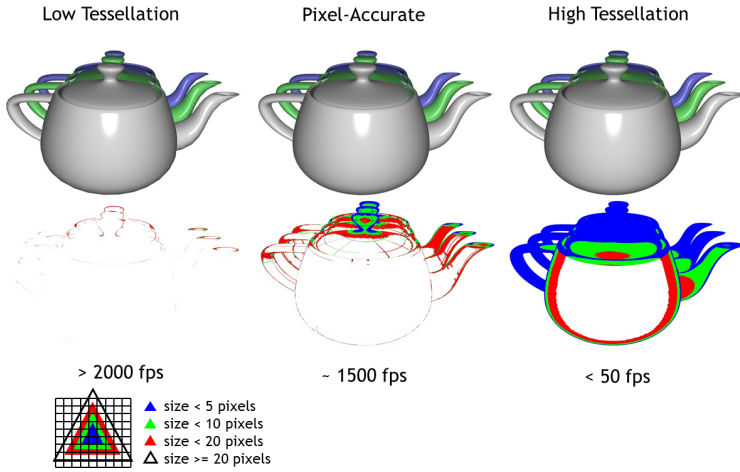 Low Tessellation
Pixel-Accurate
High Tessellation
> 2000 fps
~ 1500 fps
< 50 fps
size < 5 pixels
size < 10 pixels
size < 20 pixels
size >= 20 pixels